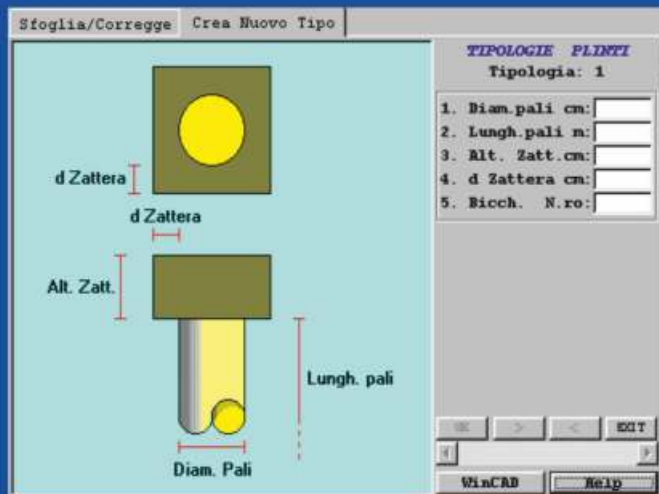 Sfoglia/Corregge
Crea Nuovo Tipo
d Zattera
d Zattera
Alt. Zatt.
Lungh. pali
Diam. Pali
TIPOLOGIE PLINTI
Tipologia: 1
1. Diam.pali cm:
2. Lungh.pali m:
3. Alt. Zatt.cm:
4. d Zattera cm:
5. Bicch. N.ro:
OK > < EXIT
WinCAD Help